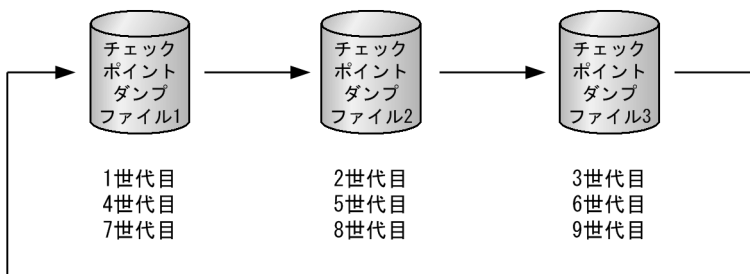 チェック
ポイント
ダンプ
ファイル1
チェック
ポイント
ダンプ
ファイル2
チェック
ポイント
ダンプ
ファイル3
1世代目
4世代目
7世代目
2世代目
5世代目
8世代目
3世代目
6世代目
9世代目